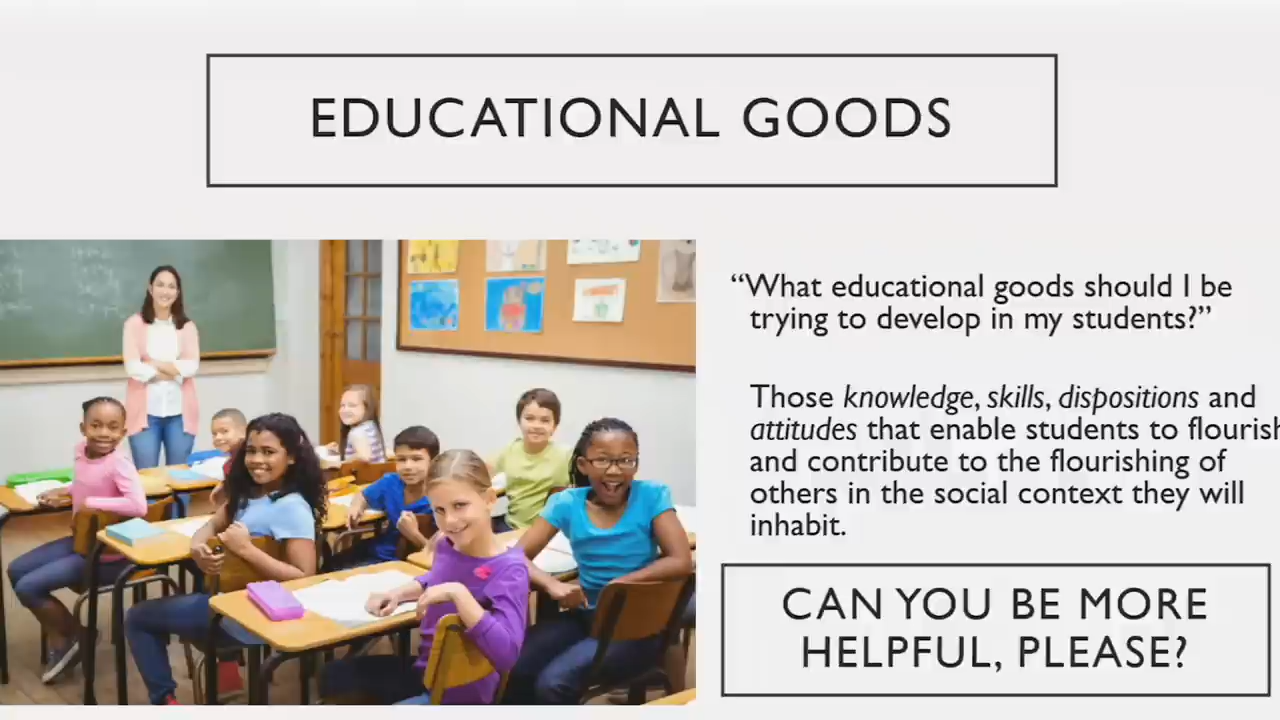 EDUCATIONAL GOODS
“What educational goods should I be
trying to develop in my students?”
Those knowledge, skills, dispositions and
attitudes that enable students to flourish
and contribute to the flourishing of
others in the social context they will
inhabit.
CAN YOU BE MORE
HELPFUL, PLEASE?